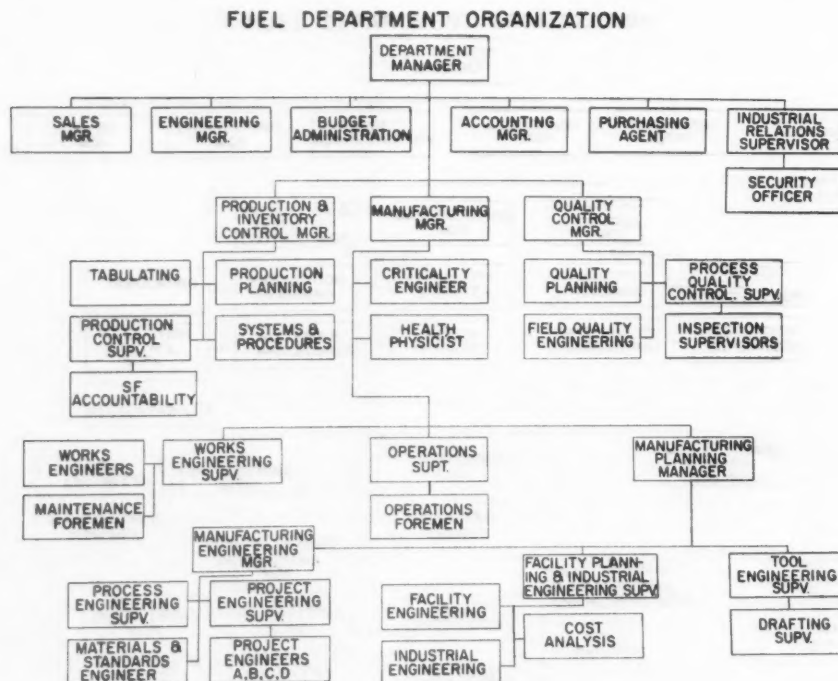 FUEL DEPARTMENT ORGANIZATION
DEPARTMENT
MANAGER
SALES
MGR.
ENGINEERING
MGR.
BUDGET
ADMINISTRATION
ACCOUNTING
MGR.
PURCHASING
AGENT
INDUSTRIAL
RELATIONS
SUPERVISOR
SECURITY
OFFICER
PRODUCTION &
INVENTORY
CONTROL MGR.
MANUFACTURING
MGR.
QUALITY
CONTROL
MGR.
TABULATING
PRODUCTION
PLANNING
CRITICALITY
ENGINEER
QUALITY
PLANNING
PROCESS
QUALITY
CONTROL. SUPV.
PRODUCTION
CONTROL
SUPV.
SYSTEMS &
PROCEDURES
HEALTH
PHYSICIST
FIELD QUALITY
ENGINEERING
INSPECTION
SUPERVISORS
SF
ACCOUNTABILITY
WORKS
ENGINEERS
WORKS
ENGINEERING
SUPV.
OPERATIONS
SUPT.
MANUFACTURING
PLANNING
MANAGER
MAINTENANCE
FOREMEN
OPERATIONS
FOREMEN
MANUFACTURING
ENGINEERING
MGR.
FACILITY PLANN-
ING & INDUSTRIAL
ENGINEERING SUPV.
TOOL
ENGINEERING
SUPV.
PROCESS
ENGINEERING
SUPV.
PROJECT
ENGINEERING
SUPV.
FACILITY
ENGINEERING
COST
ANALYSIS
DRAFTING
SUPV.
MATERIALS &
STANDARDS
ENGINEER
PROJECT
ENGINEERS
A,B,C,D
INDUSTRIAL
ENGINEERING